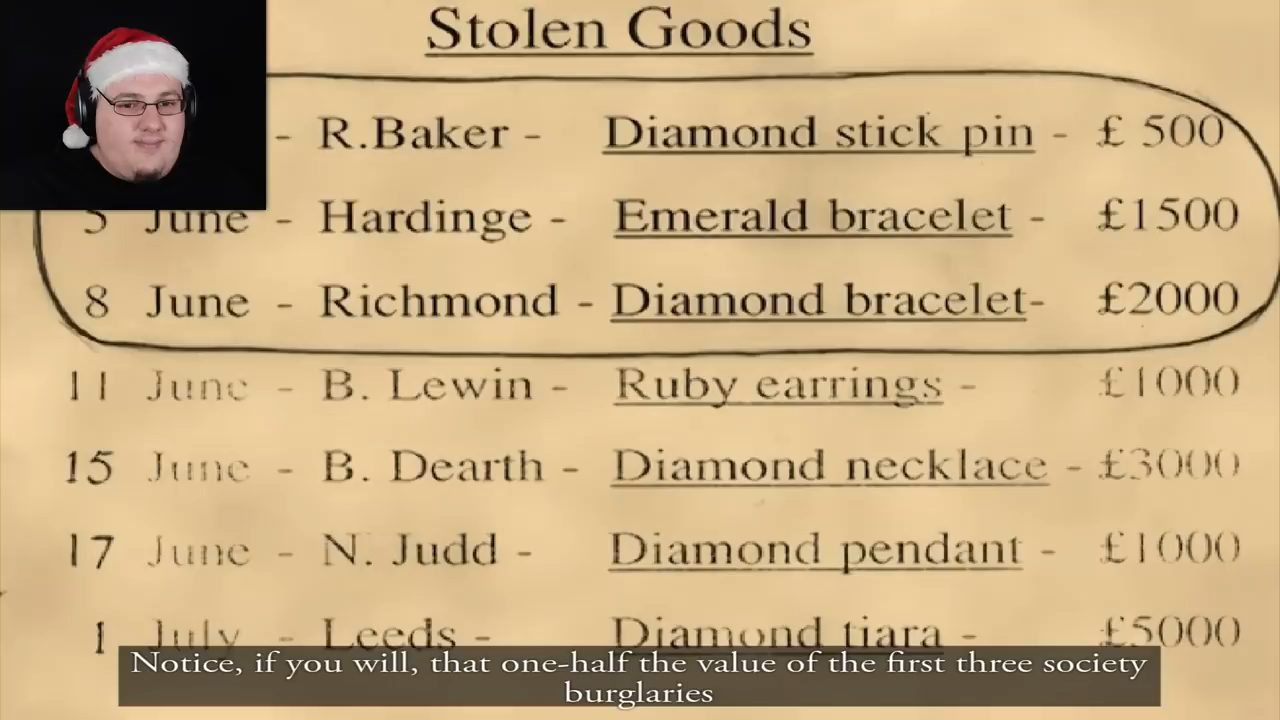 Stolen Goods
- R.Baker - Diamond stick pin - £ 500
5 June - Hardinge - Emerald bracelet - £1500
8 June - Richmond - Diamond bracelet- £2000
11 June - B. Lewin - Ruby earrings - £1000
15 June - B. Dearth - Diamond necklace - £3000
17 June - N. Judd - Diamond pendant - £1000
1 July - Leeds - Diamond tiara - £5000
Notice, if you will, that one-half the value of the first three society
burglaries